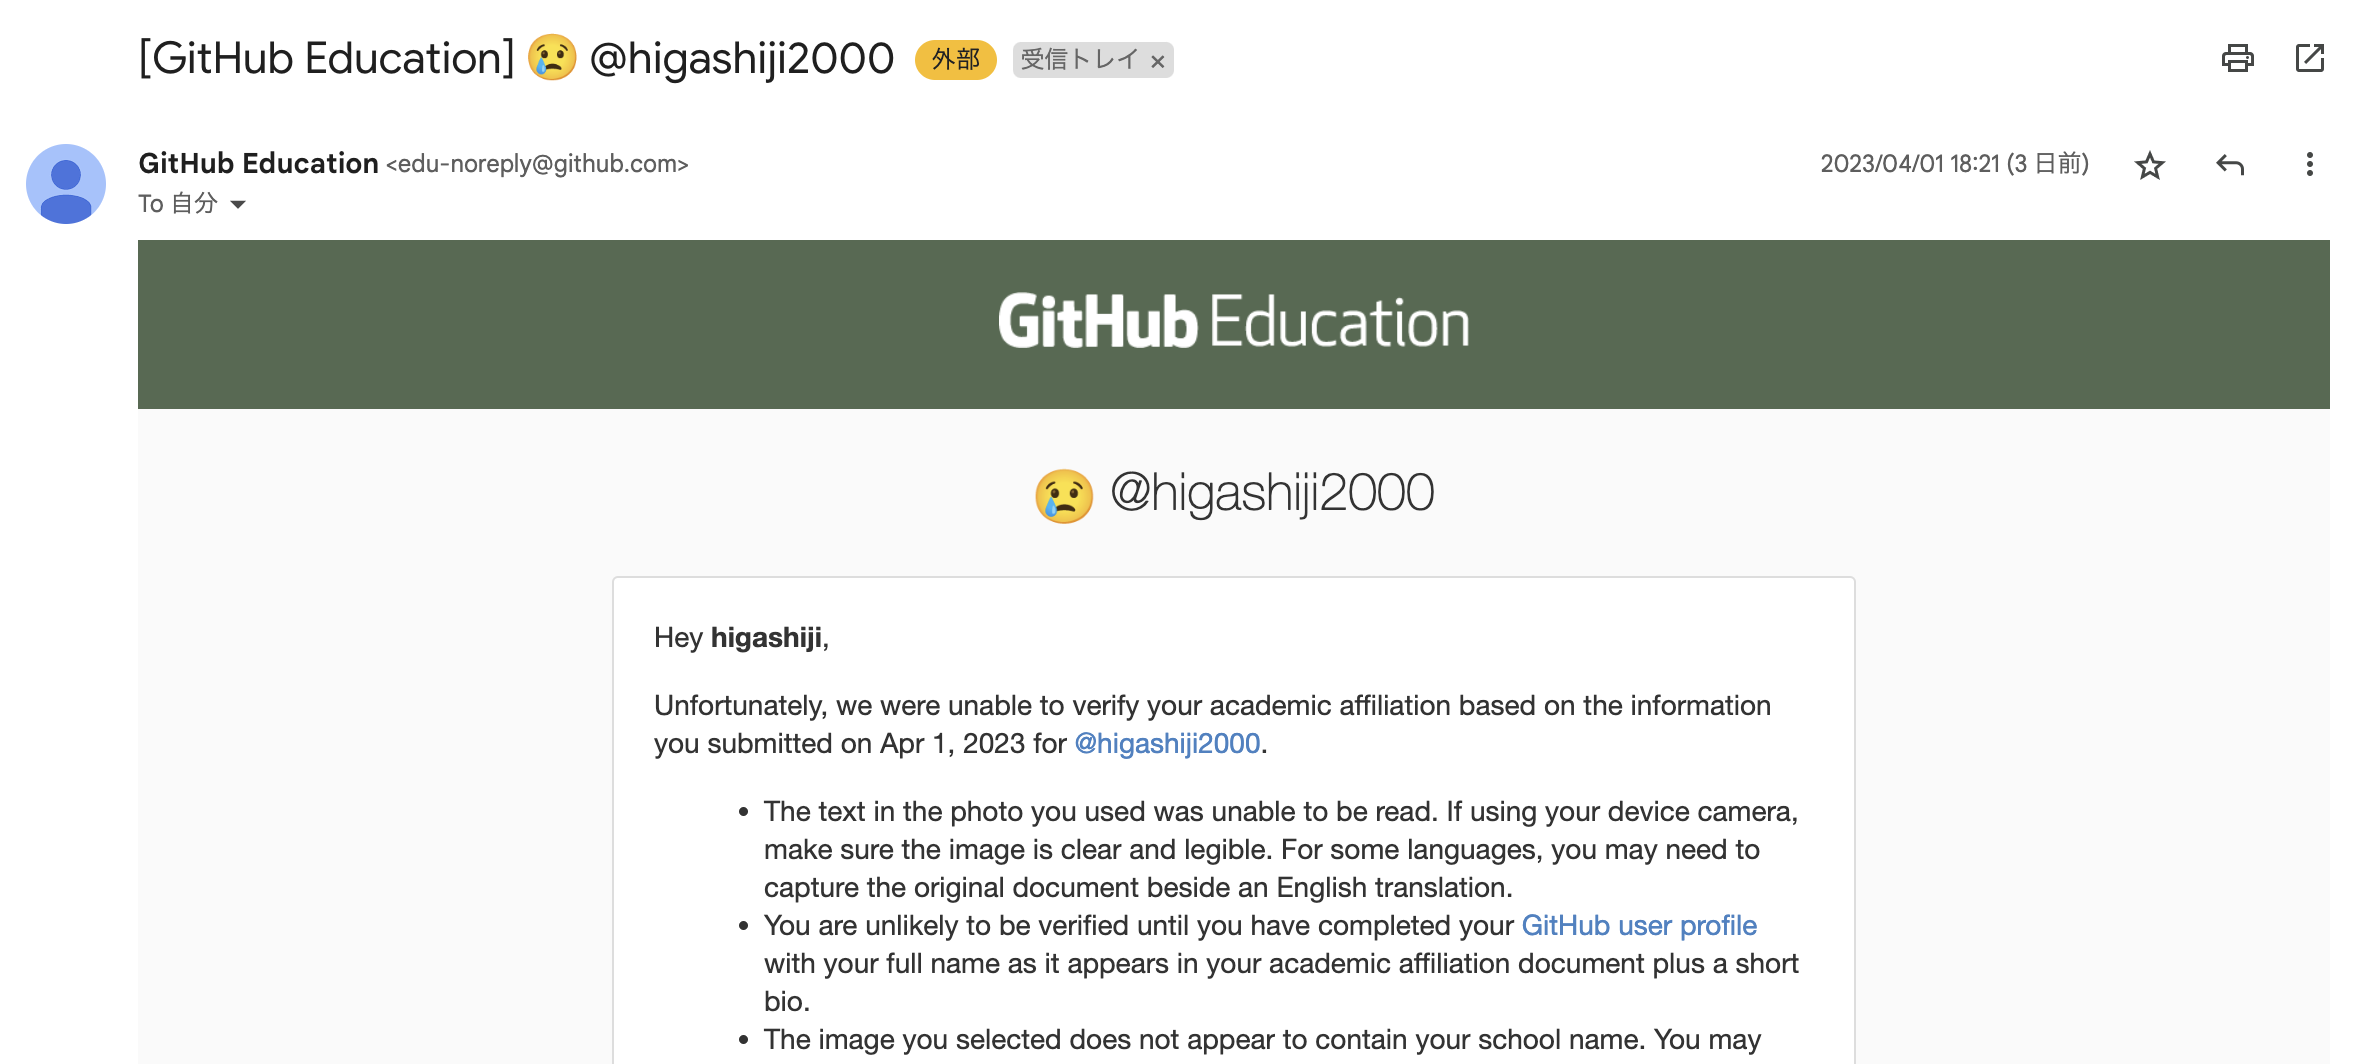 [GitHub Education] 😢 @higashiji2000 外部 受信トレイ ×
GitHub Education <edu-noreply@github.com> 2023/04/01 18:21 (3 日前)
To 自分
GitHub Education
😢 @higashiji2000
Hey higashiji,
Unfortunately, we were unable to verify your academic affiliation based on the information
you submitted on Apr 1, 2023 for @higashiji2000.
• The text in the photo you used was unable to be read. If using your device camera,
make sure the image is clear and legible. For some languages, you may need to
capture the original document beside an English translation.
• You are unlikely to be verified until you have completed your GitHub user profile
with your full name as it appears in your academic affiliation document plus a short
bio.
• The image you selected does not appear to contain your school name. You may